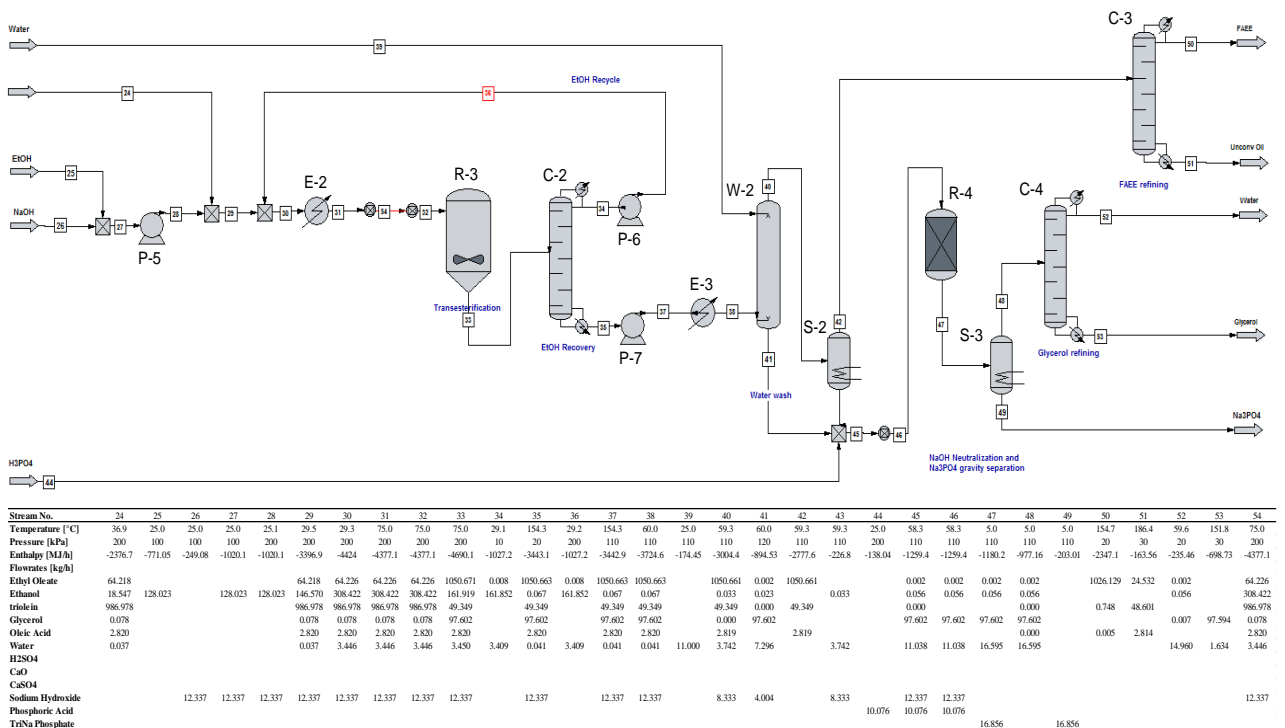 C-3
Water
39
50
FAEE
EtOH Recycle
24
36
EtOH
25
R-3
C-2
W-2
40
R-4
C-4
Unconv Oil
51
FAEE refining
E-2
Water
52
NaOH
26
27
28
29
30
31
54
32
34
P-5
P-6
E-3
Transesterification
33
35
37
38
S-2
42
47
48
S-3
Glycerol
53
Glycerol refining
EtOH Recovery
P-7
41
Water wash
49
Na3PO4
45
46
NaOH Neutralization and
Na3PO4 gravity separation
H3PO4
44
Stream No. 24 25 26 27 28 29 30 31 32 33 34 35 36 37 38 39 40 41 42 43 44 45 46 47 48 49 50 51 52 53 54
Temperature [°C] 36.9 25.0 25.0 25.0 25.1 29.5 29.3 75.0 75.0 75.0 29.1 154.3 29.2 154.3 60.0 25.0 59.3 60.0 59.3 59.3 25.0 58.3 58.3 5.0 5.0 5.0 154.7 186.4 59.6 151.8 75.0
Pressure [kPa] 200 100 100 100 200 200 200 200 200 200 10 20 200 110 110 110 110 120 110 110 110 110 110 110 110 110 20 30 20 30 200
Enthalpy [MJ/h] -2376.7 -771.05 -249.08 -1020.1 -1020.1 -3396.9 -4424 -4377.1 -4377.1 -4690.1 -1027.2 -3443.1 -1027.2 -3442.9 -3724.6 -174.45 -3004.4 -894.53 -2777.6 -226.8 -138.04 -1259.4 -1259.4 -1180.2 -977.16 -203.01 -2347.1 -163.56 -235.46 -698.73 -4377.1
Flowrates [kg/h]
Ethyl Oleate 64.218 64.218 64.226 64.226 64.226 1050.671 0.008 1050.663 0.008 1050.663 1050.663 1050.661 0.002 1050.661 0.002 0.002 0.002 0.002 1026.129 24.532 0.002 64.226
Ethanol 18.547 128.023 128.023 128.023 146.570 308.422 308.422 308.422 161.919 161.852 0.067 161.852 0.067 0.067 0.033 0.023 0.033 0.056 0.056 0.056 0.056 0.056 308.422
triolein 986.978 986.978 986.978 986.978 986.978 49.349 49.349 49.349 49.349 49.349 0.000 49.349 0.000 0.000 0.748 48.601 986.978
Glycerol 0.078 0.078 0.078 0.078 0.078 97.602 97.602 97.602 97.602 0.000 97.602 97.602 97.602 97.602 97.602 0.007 97.594 0.078
Oleic Acid 2.820 2.820 2.820 2.820 2.820 2.820 2.820 2.820 2.820 2.819 2.819 0.000 0.005 2.814 2.820
Water 0.037 0.037 3.446 3.446 3.446 3.450 3.409 0.041 3.409 0.041 0.041 11.000 3.742 7.296 3.742 11.038 11.038 16.595 16.595 14.960 1.634 3.446
H2SO4
CaO
CaSO4
Sodium Hydroxide 12.337 12.337 12.337 12.337 12.337 12.337 12.337 12.337 12.337 12.337 12.337 8.333 4.004 8.333 12.337 12.337 12.337
Phosphoric Acid 10.076 10.076 10.076
TriNa Phosphate 16.856 16.856